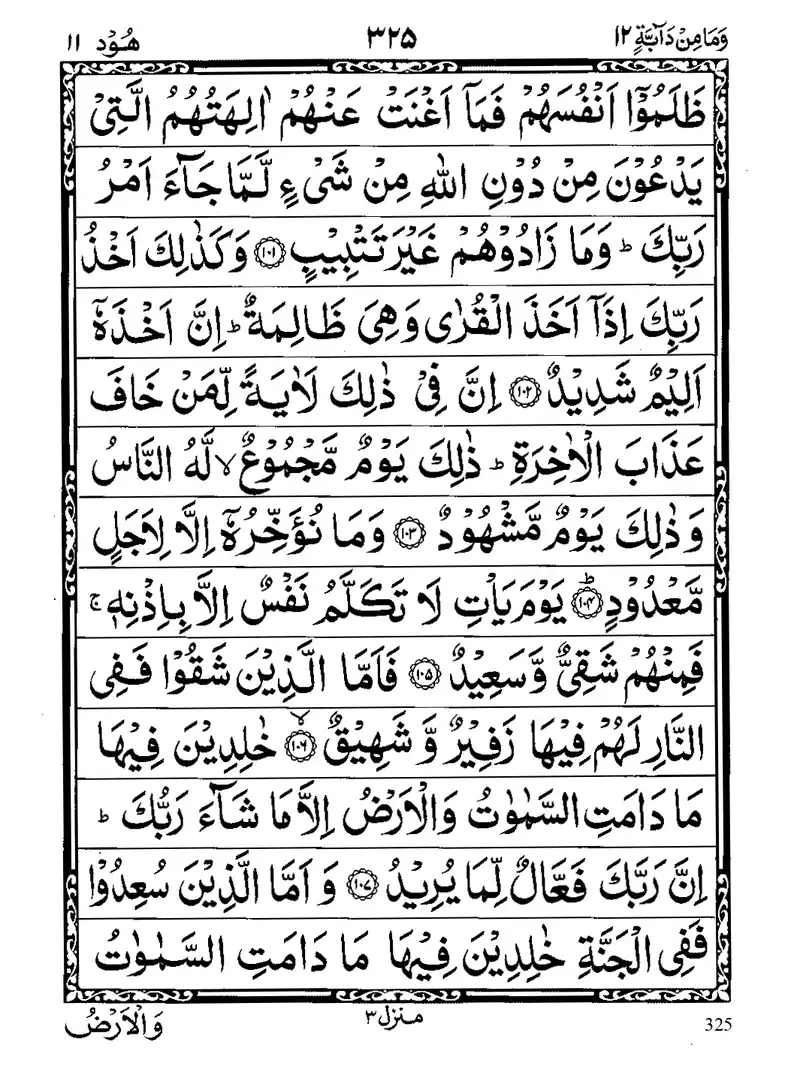 وَمَا مِنْ دَآبَّةٍ ١٢ ٣٢٥ هُوْد ١١
ظَلَمُوْۤا اَنْفُسَهُمْ فَمَاۤ اَغْنَتْ عَنْهُمْ اٰلِهَتُهُمُ الَّتِیْ
یَدْعُوْنَ مِنْ دُوْنِ اللّٰهِ مِنْ شَیْءٍ لَّمَّا جَآءَ اَمْرُ
رَبِّكَ ؕ وَمَا زَادُوْهُمْ غَیْرَ تَتْبِیْبٍ ۝١٠١ وَكَذٰلِكَ اَخْذُ
رَبِّكَ اِذَاۤ اَخَذَ الْقُرٰی وَهِیَ ظَالِمَةٌ ؕ اِنَّ اَخْذَهٗۤ
اَلِیْمٌ شَدِیْدٌ ۝١٠٢ اِنَّ فِیْ ذٰلِكَ لَاٰیَةً لِّمَنْ خَافَ
عَذَابَ الْاٰخِرَةِ ؕ ذٰلِكَ یَوْمٌ مَّجْمُوْعٌ ۙ لَّهُ النَّاسُ
وَذٰلِكَ یَوْمٌ مَّشْهُوْدٌ ۝١٠٣ وَمَا نُؤَخِّرُهٗۤ اِلَّا لِاَجَلٍ
مَّعْدُوْدٍ ؕ۝١٠٤ یَوْمَ یَاْتِ لَا تَكَلَّمُ نَفْسٌ اِلَّا بِاِذْنِهٖ ۚ
فَمِنْهُمْ شَقِیٌّ وَّسَعِیْدٌ ۝١٠٥ فَاَمَّا الَّذِیْنَ شَقُوْا فَفِی
النَّارِ لَهُمْ فِیْهَا زَفِیْرٌ وَّ شَهِیْقٌ ۙ۝١٠٦ خٰلِدِیْنَ فِیْهَا
مَا دَامَتِ السَّمٰوٰتُ وَالْاَرْضُ اِلَّا مَا شَآءَ رَبُّكَ ؕ
اِنَّ رَبَّكَ فَعَّالٌ لِّمَا یُرِیْدُ ۝١٠٧ وَ اَمَّا الَّذِیْنَ سُعِدُوْا
فَفِی الْجَنَّةِ خٰلِدِیْنَ فِیْهَا مَا دَامَتِ السَّمٰوٰتُ
وَالْاَرْضُ منزل ٣ 325